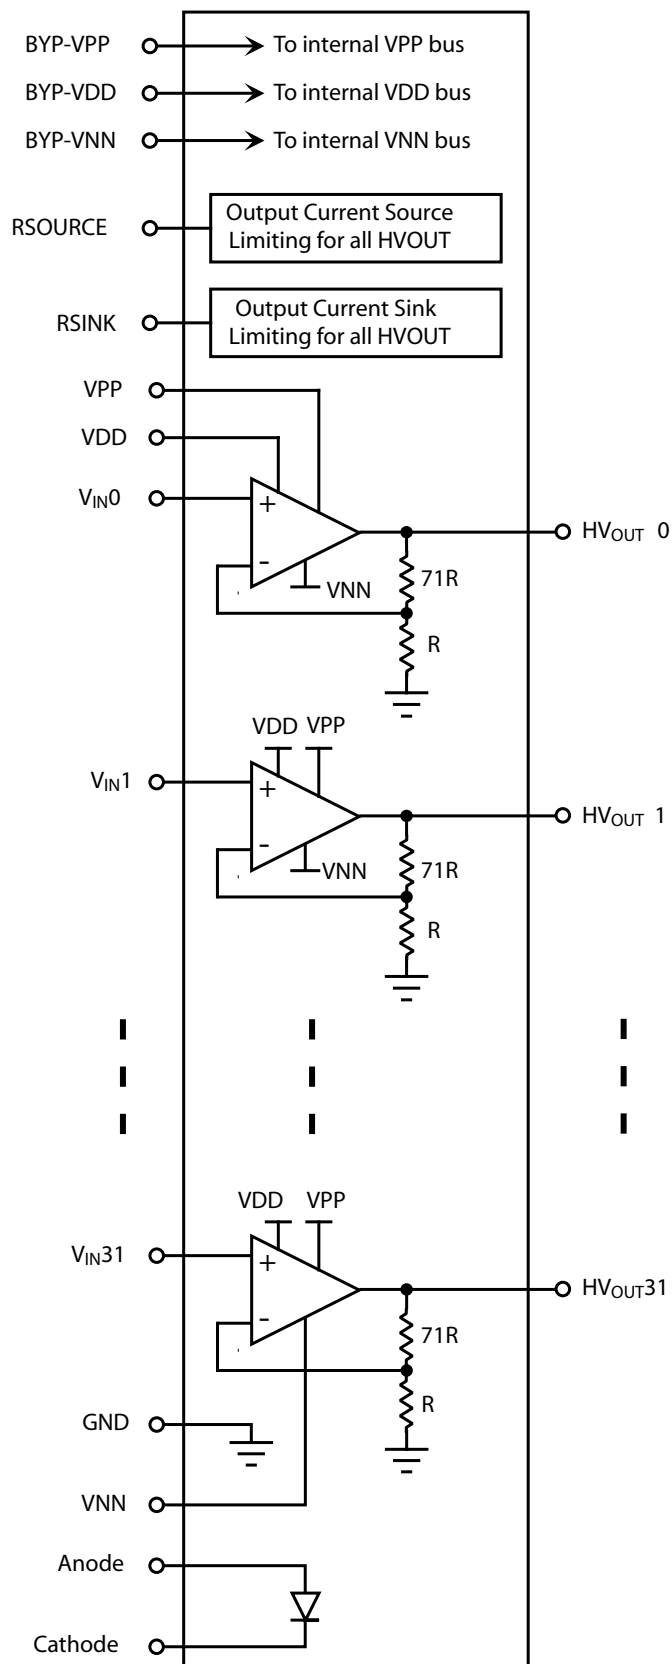 BYP-VPP To internal VPP bus
BYP-VDD To internal VDD bus
BYP-VNN To internal VNN bus
RSOURCE
Output Current Source
Limiting for all HVOUT
RSINK
Output Current Sink
Limiting for all HVOUT
VPP
VDD
VIN0
+
-
VNN
HVOUT 0
71R
R
VDD VPP
VIN1
+
-
VNN
HVOUT 1
71R
R
VDD VPP
VIN31
+
-
HVOUT31
71R
R
GND
VNN
Anode
Cathode